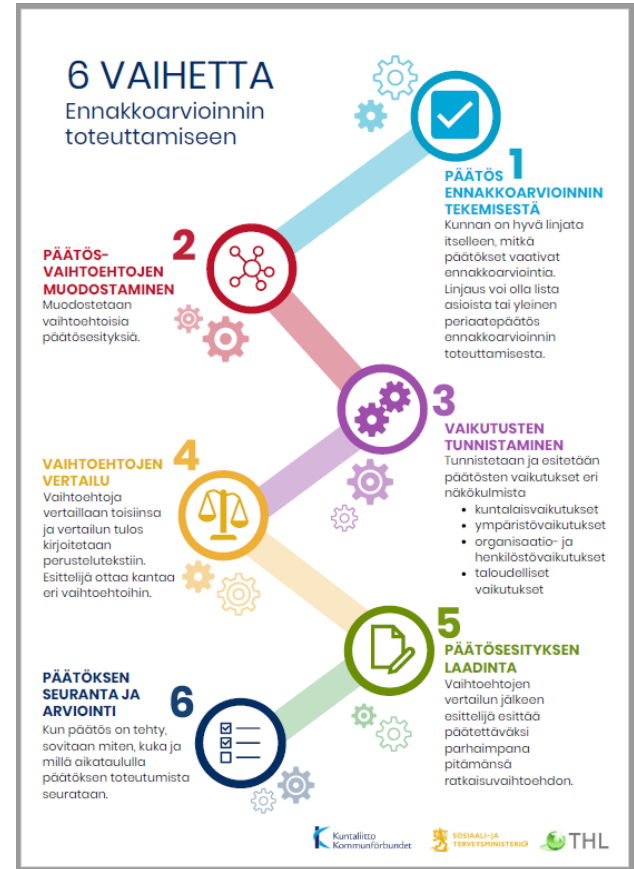 6 VAIHETTA
Ennakkoarvioinnin
toteuttamiseen
1
PÄÄTÖS
ENNAKKOARVIOINNIN
TEKEMISESTÄ
Kunnan on hyvä linjata
itselleen, mitkä
päätökset vaativat
ennakkoarviointia.
Linjaus voi olla lista
asioista tai yleinen
periaatepäätös
ennakkoarvioinnin
toteuttamisesta.
2
PÄÄTÖS-
VAIHTOEHTOJEN
MUODOSTAMINEN
Muodostetaan
vaihtoehtoisia
päätösesityksiä.
3
VAIKUTUSTEN
TUNNISTAMINEN
Tunnistetaan ja esitetään
päätösten vaikutukset eri
näkökulmista
• kuntalaisvaikutukset
• ympäristövaikutukset
• organisaatio- ja
henkilöstövaikutukset
• taloudelliset
vaikutukset
4
VAIHTOEHTOJEN
VERTAILU
Vaihtoehtoja
vertaillaan toisiinsa
ja vertailun tulos
kirjoitetaan
perustelutekstiin.
Esittelijä ottaa kantaa
eri vaihtoehtoihin.
5
PÄÄTÖSESITYKSEN
LAADINTA
Vaihtoehtojen
vertailun jälkeen
esittelijä esittää
päätettäväksi
parhaimpana
pitämänsä
ratkaisuvaihtoehdon.
6
PÄÄTÖKSEN
SEURANTA JA
ARVIOINTI
Kun päätös on tehty,
sovitaan miten, kuka ja
millä aikataululla
päätöksen toteutumista
seurataan.
Kuntaliitto
Kommunförbundet
SOSIAALI- JA
TERVEYSMINISTERIÖ
THL